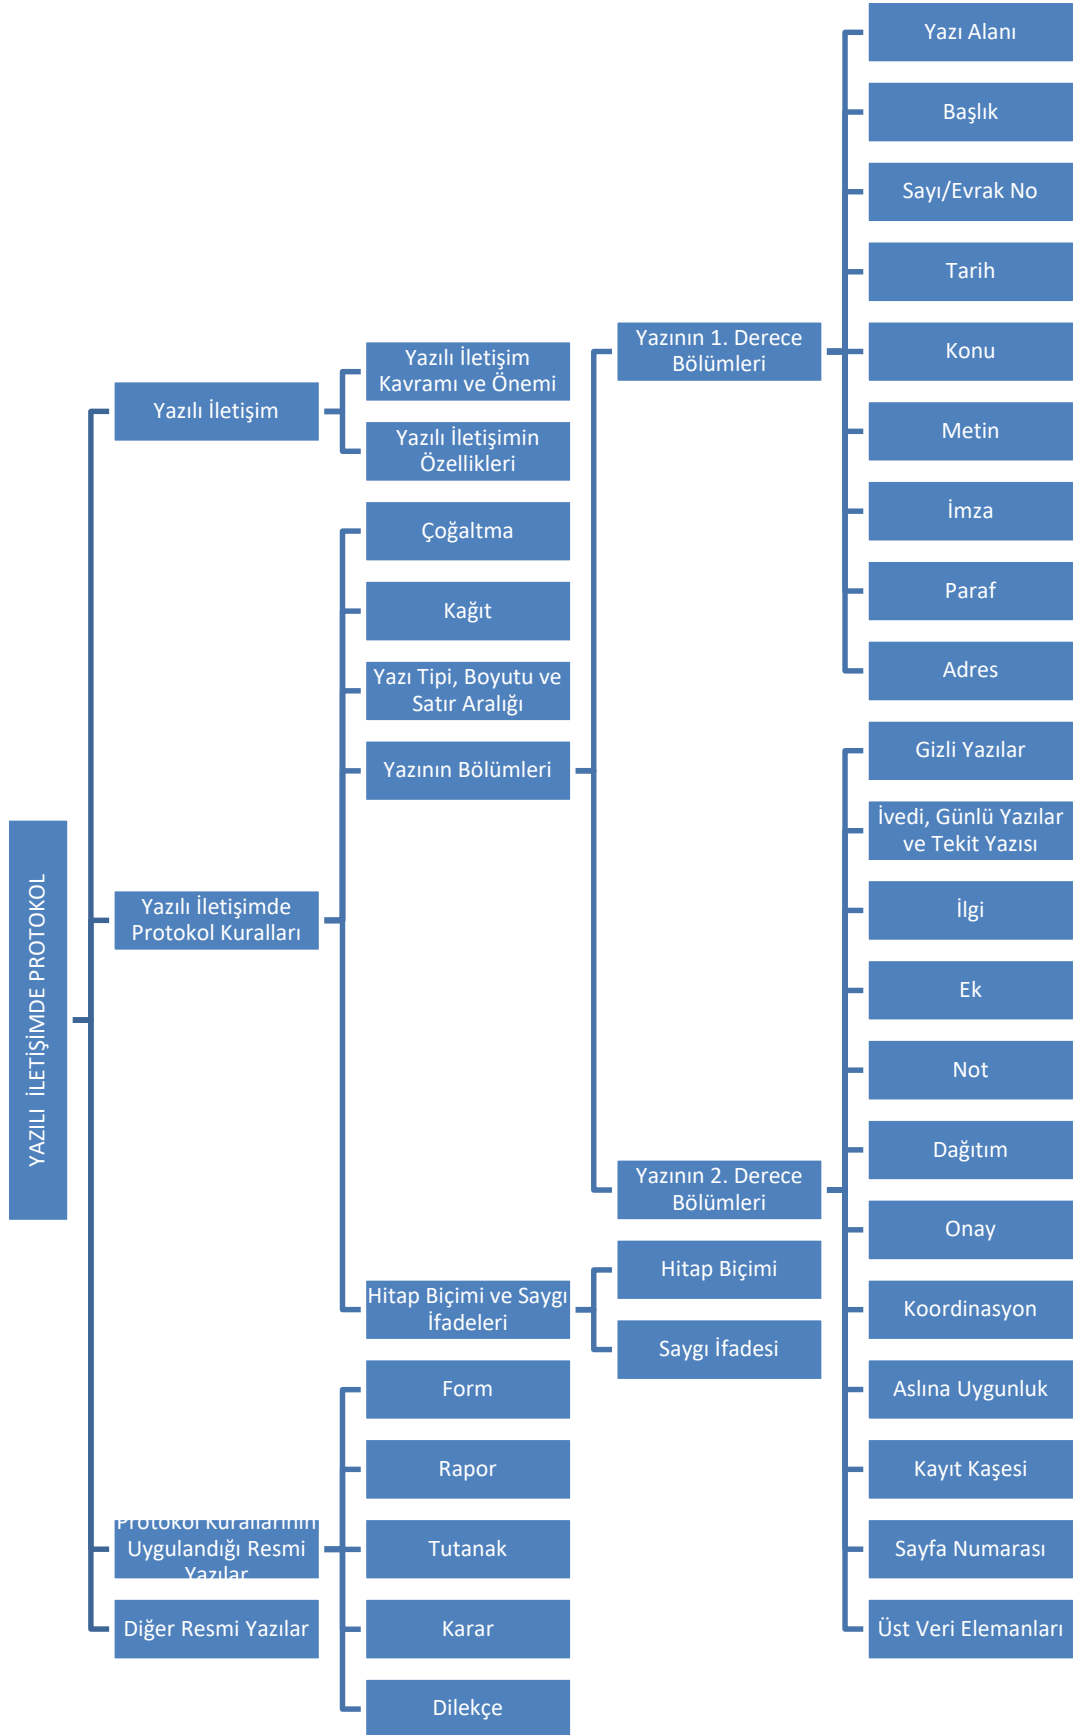 YAZILI İLETİŞİMDE PROTOKOL
Yazılı İletişim
Yazılı İletişim
Kavramı ve Önemi
Yazılı İletişimin
Özellikleri
Yazılı İletişimde
Protokol Kuralları
Çoğaltma
Kağıt
Yazı Tipi, Boyutu ve
Satır Aralığı
Yazının Bölümleri
Yazının 1. Derece
Bölümleri
Yazı Alanı
Başlık
Sayı/Evrak No
Tarih
Konu
Metin
İmza
Paraf
Adres
Yazının 2. Derece
Bölümleri
Gizli Yazılar
İvedi, Günlü Yazılar
ve Tekit Yazısı
İlgi
Ek
Not
Dağıtım
Onay
Koordinasyon
Aslına Uygunluk
Kayıt Kaşesi
Sayfa Numarası
Üst Veri Elemanları
Hitap Biçimi ve Saygı
İfadeleri
Hitap Biçimi
Saygı İfadesi
Protokol Kurallarının
Uygulandığı Resmi
Yazılar
Form
Rapor
Tutanak
Karar
Dilekçe
Diğer Resmi Yazılar